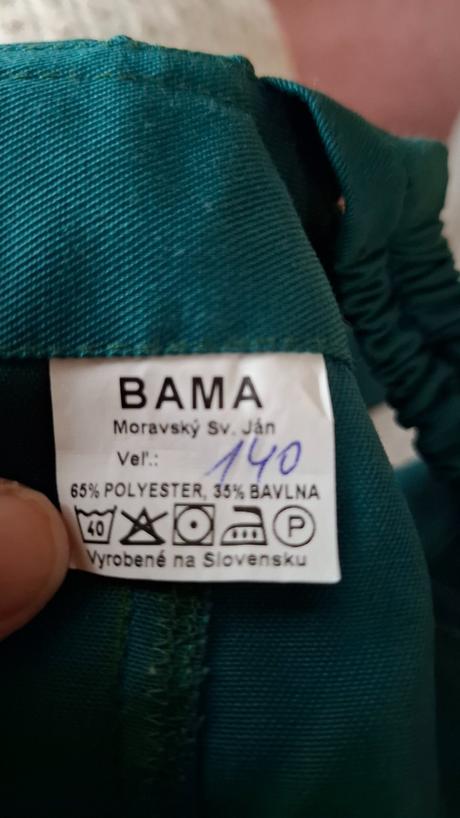 BAMA
Moravský Sv. Ján
Veľ.: 140
65% POLYESTER, 35% BAVLNA
40 P
Vyrobené na Slovensku